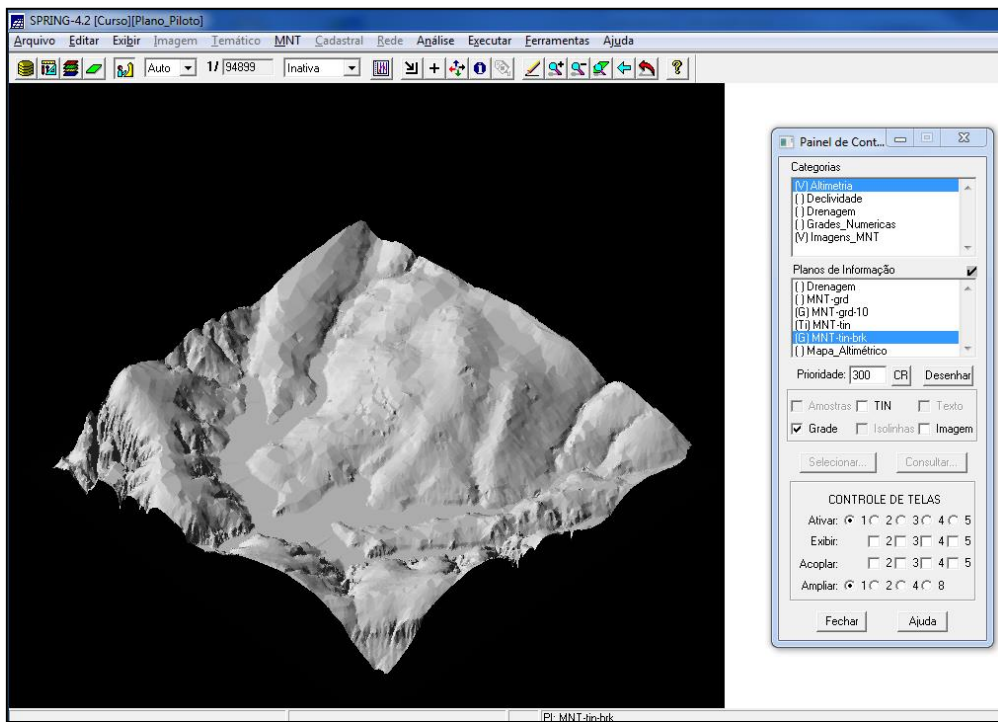 SPRING-4.2 [Curso][Plano_Piloto]
Arquivo Editar Exibir Imagem Temático MNT Cadastral Rede Análise Executar Ferramentas Ajuda
Auto 1/ 94899 Inativa
Painel de Cont...
Categorias
(V) Altimetria
( ) Declividade
( ) Drenagem
( ) Grades_Numericas
(V) Imagens_MNT
Planos de Informação
( ) Drenagem
( ) MNT-grd
(G) MNT-grd-10
(Ti) MNT-tin
(G) MNT-tin-brk
( ) Mapa_Altimétrico
Prioridade: 300 CR Desenhar
Amostras TIN Texto
Grade Isolinhas Imagem
Selecionar... Consultar...
CONTROLE DE TELAS
Ativar: 1 2 3 4 5
Exibir: 2 3 4 5
Acoplar: 2 3 4 5
Ampliar: 1 2 4 8
Fechar Ajuda
PI: MNT-tin-brk